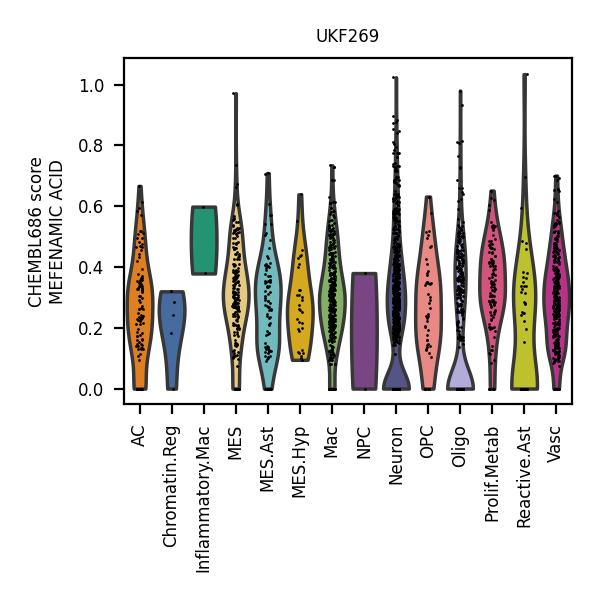 UKF269
CHEMBL686 score
MEFENAMIC ACID
1.0
0.8
0.6
0.4
0.2
0.0
AC
Chromatin.Reg
Inflammatory.Mac
MES
MES.Ast
MES.Hyp
Mac
NPC
Neuron
OPC
Oligo
Prolif.Metab
Reactive.Ast
Vasc